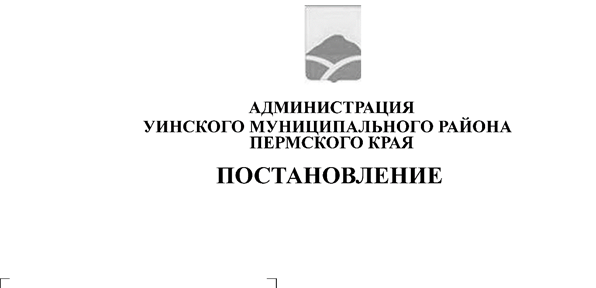 АДМИНИСТРАЦИЯ
УИНСКОГО МУНИЦИПАЛЬНОГО РАЙОНА
ПЕРМСКОГО КРАЯ
ПОСТАНОВЛЕНИЕ